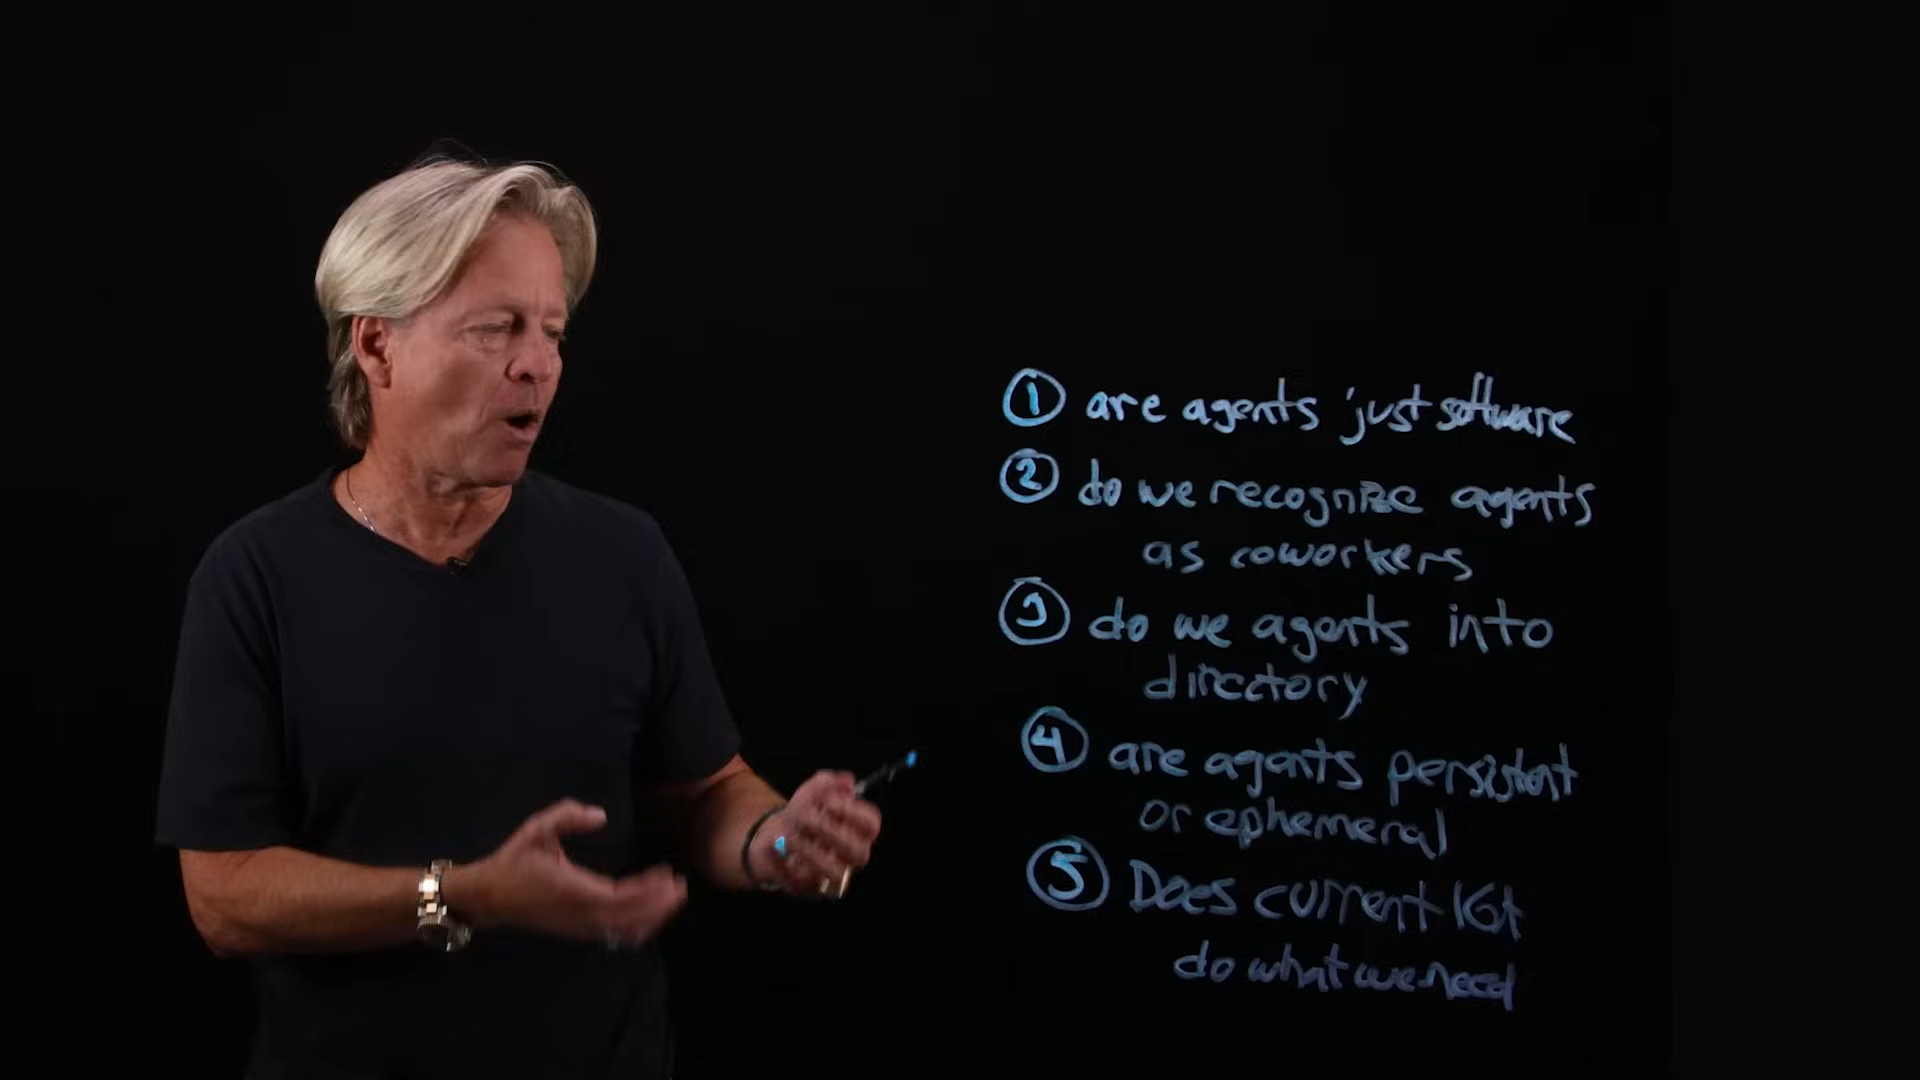 ① are agents just software
② do we recognize agents
as coworkers
③ do we agents into
directory
④ are agents persistent
or ephemeral
⑤ Does current IGA
do what we need